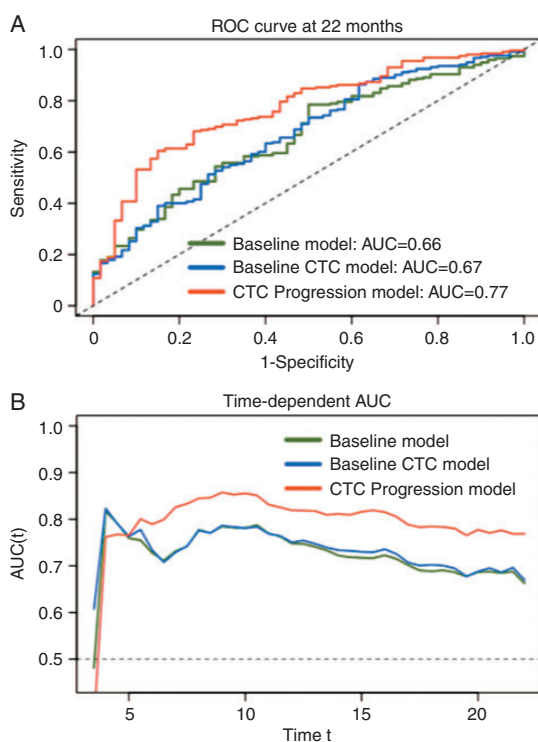 A
ROC curve at 22 months
Sensitivity
1.0
0.8
0.6
0.4
0.2
0
Baseline model: AUC=0.66
Baseline CTC model: AUC=0.67
CTC Progression model: AUC=0.77
0 0.2 0.4 0.6 0.8 1.0
1-Specificity
B
Time-dependent AUC
AUC(t)
1.0
0.9
0.8
0.7
0.6
0.5
Baseline model
Baseline CTC model
CTC Progression model
5 10 15 20
Time t